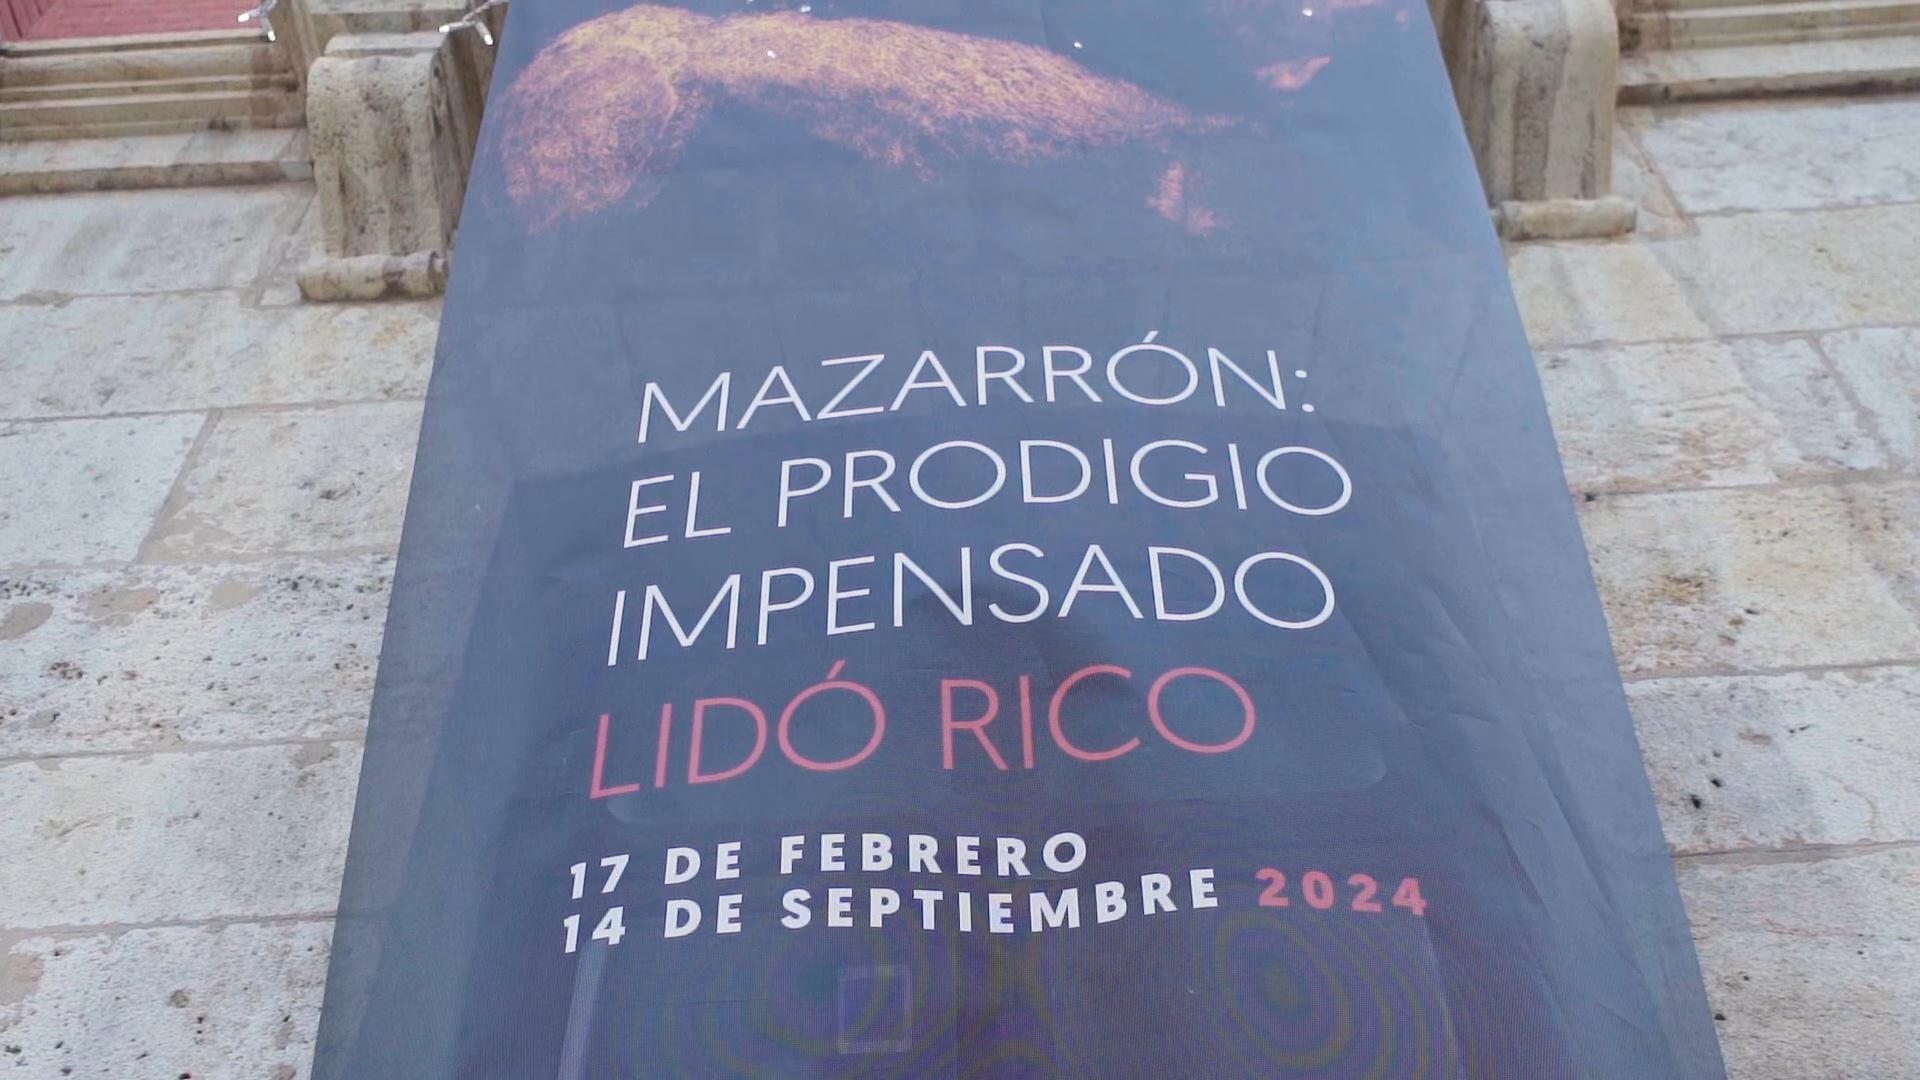 MAZARRÓN:
EL PRODIGIO
IMPENSADO
LIDÓ RICO
17 DE FEBRERO
14 DE SEPTIEMBRE 2024